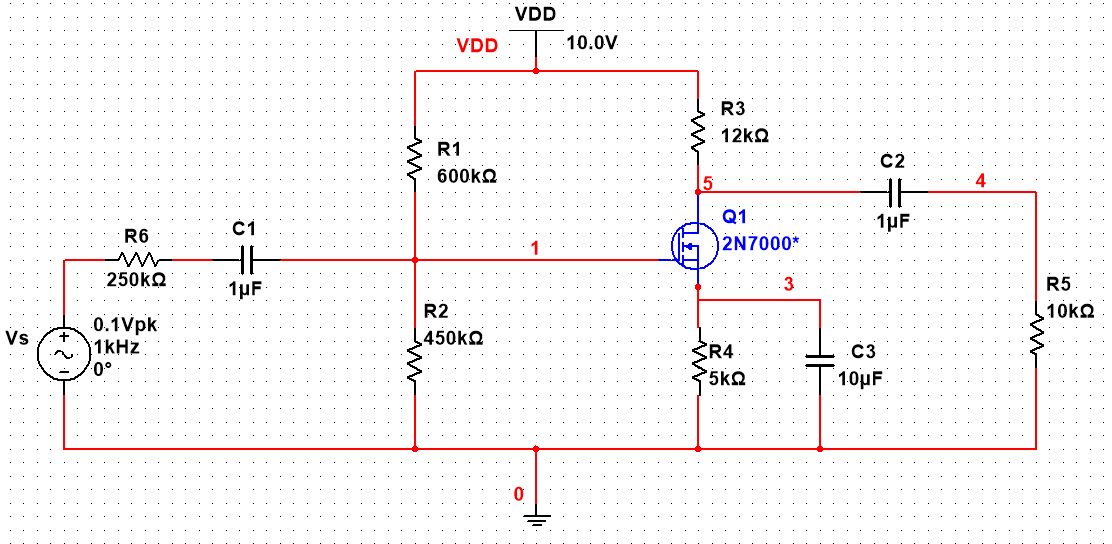 VDD
VDD
10.0V
R3
12kΩ
R1
600kΩ
C2
1µF
4
5
Q1
2N7000*
R6
250kΩ
C1
1µF
1
3
R5
10kΩ
R2
450kΩ
Vs
0.1Vpk
1kHz
0°
R4
5kΩ
C3
10µF
0